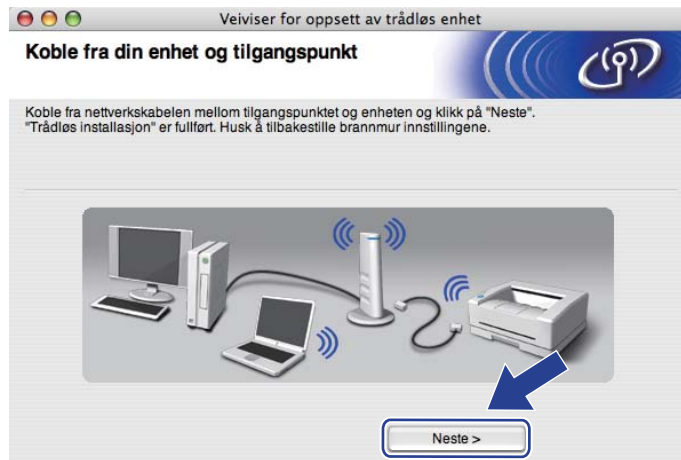 Veiviser for oppsett av trådløs enhet
Koble fra din enhet og tilgangspunkt
Koble fra nettverkskabelen mellom tilgangspunktet og enheten og klikk på "Neste".
"Trådløs installasjon" er fullført. Husk å tilbakestille brannmur innstillingene.
Neste >